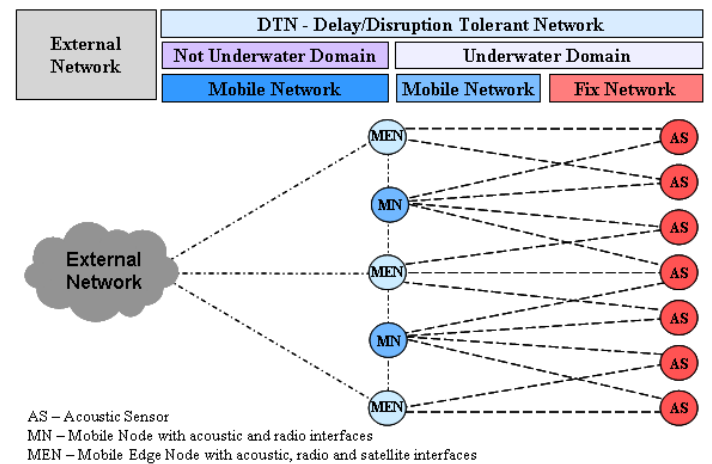 External
Network
DTN - Delay/Disruption Tolerant Network
Not Underwater Domain
Underwater Domain
Mobile Network
Mobile Network
Fix Network
MEN
AS
AS
MN
AS
External
Network
MEN
AS
AS
MN
AS
MEN
AS
AS – Acoustic Sensor
MN – Mobile Node with acoustic and radio interfaces
MEN – Mobile Edge Node with acoustic, radio and satellite interfaces